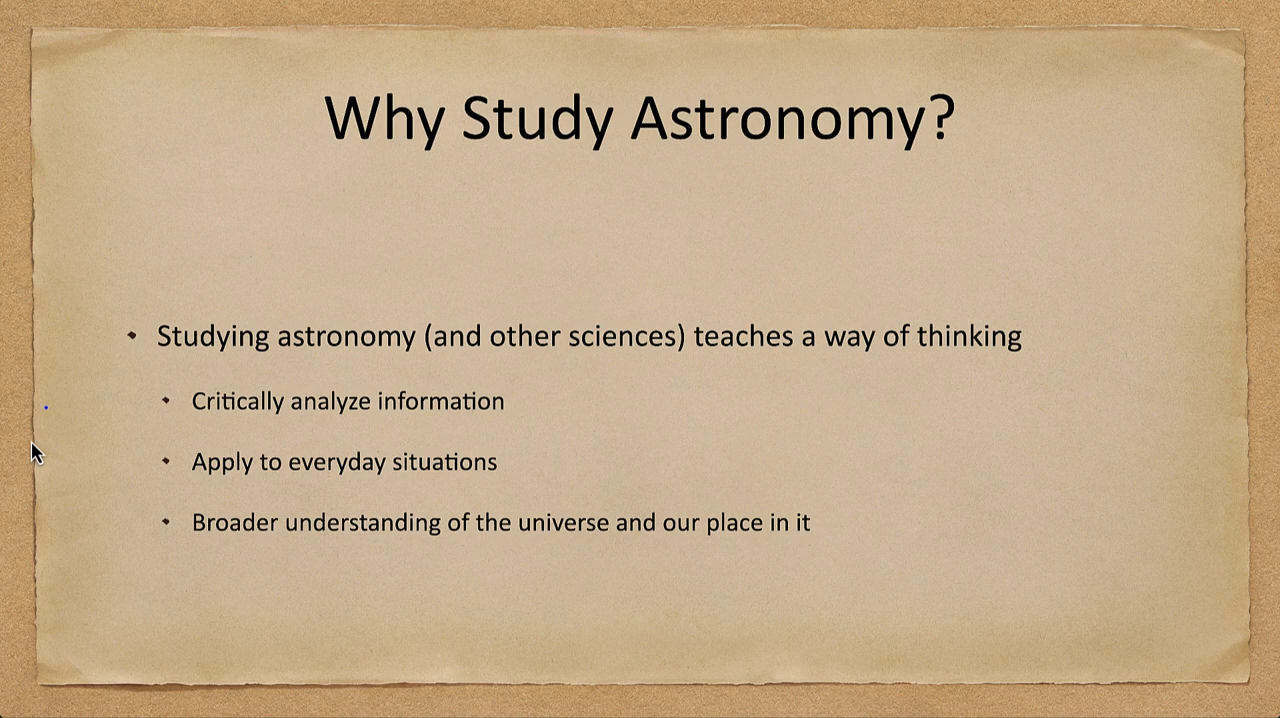 Why Study Astronomy?
Studying astronomy (and other sciences) teaches a way of thinking
Critically analyze information
Apply to everyday situations
Broader understanding of the universe and our place in it